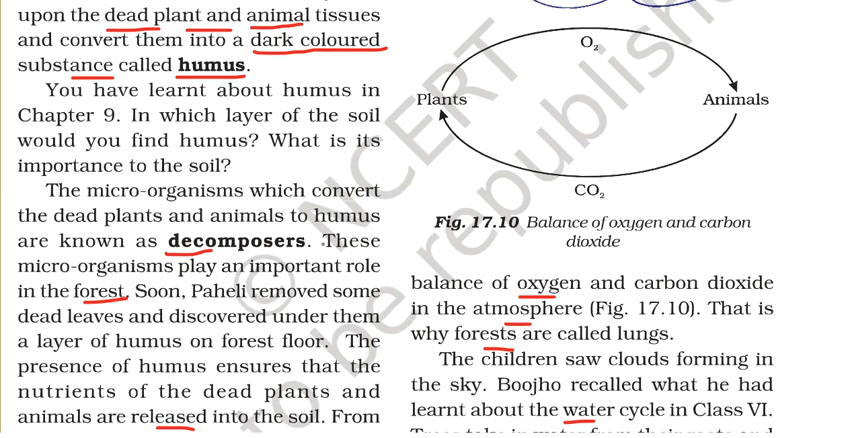 upon the dead plant and animal tissues
and convert them into a dark coloured
substance called humus.
You have learnt about humus in
Chapter 9. In which layer of the soil
would you find humus? What is its
importance to the soil?
The micro-organisms which convert
the dead plants and animals to humus
are known as decomposers. These
micro-organisms play an important role
in the forest. Soon, Paheli removed some
dead leaves and discovered under them
a layer of humus on forest floor. The
presence of humus ensures that the
nutrients of the dead plants and
animals are released into the soil. From
O₂
Plants
Animals
CO₂
Fig. 17.10 Balance of oxygen and carbon
dioxide
balance of oxygen and carbon dioxide
in the atmosphere (Fig. 17.10). That is
why forests are called lungs.
The children saw clouds forming in
the sky. Boojho recalled what he had
learnt about the water cycle in Class VI.
© NCERT
to be republished